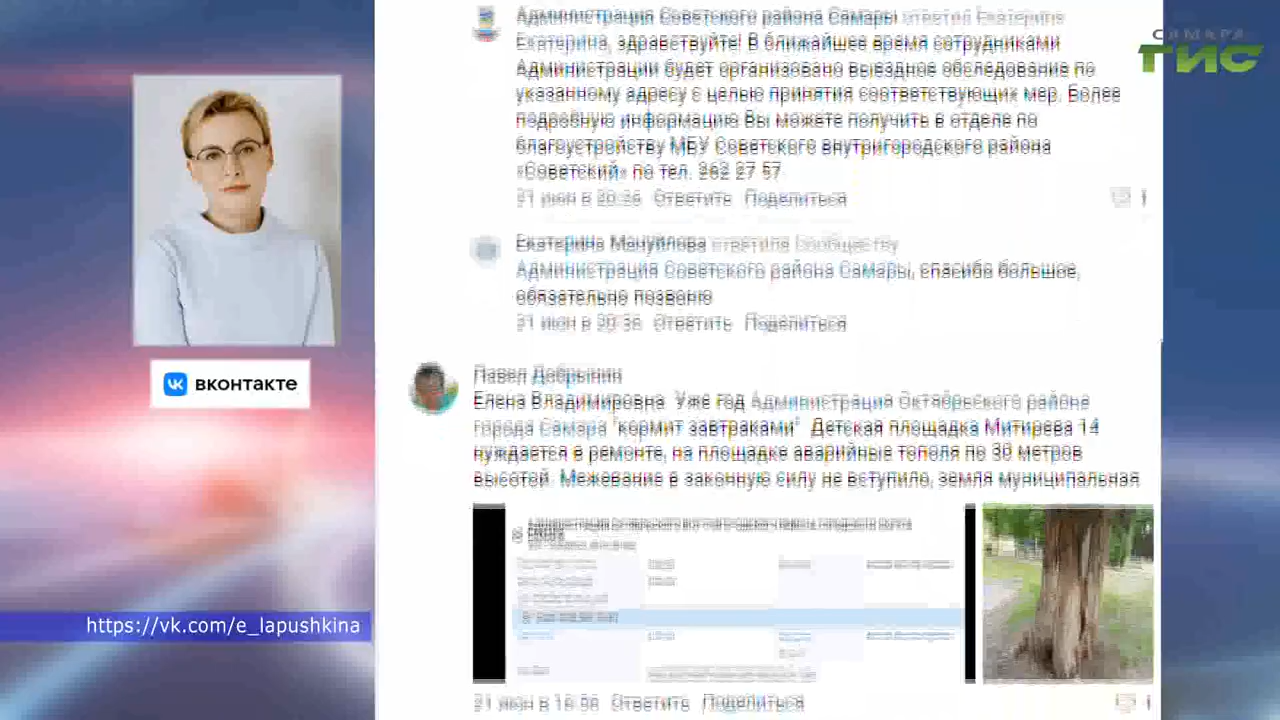 САМАРА
ГИС
Администрация Советского района Самары ответил Екатерине
Екатерина, здравствуйте! В ближайшее время сотрудниками
Администрации будет организовано выездное обследование по
указанному адресу с целью принятия соответствующих мер. Более
подробную информацию Вы можете получить в отделе по
благоустройству МБУ Советского внутригородского района
«Советский» по тел. 262 27 57
21 июн в 20:26 Ответить Поделиться
Екатерина Мануйлова ответила Сообществу
Администрация Советского района Самары, спасибо большое,
обязательно позвоню
21 июн в 20:36 Ответить Поделиться
Павел Добрынин
Елена Владимировна. Уже год Администрация Октябрьского района
города Самара "кормит завтраками". Детская площадка Митирева 14
нуждается в ремонте, на площадке аварийные тополя по 30 метров
высотой. Межевание в законную силу не вступило, земля муниципальная
21 июн в Ответить Поделиться
вконтакте
https://vk.com/e_lapushkina